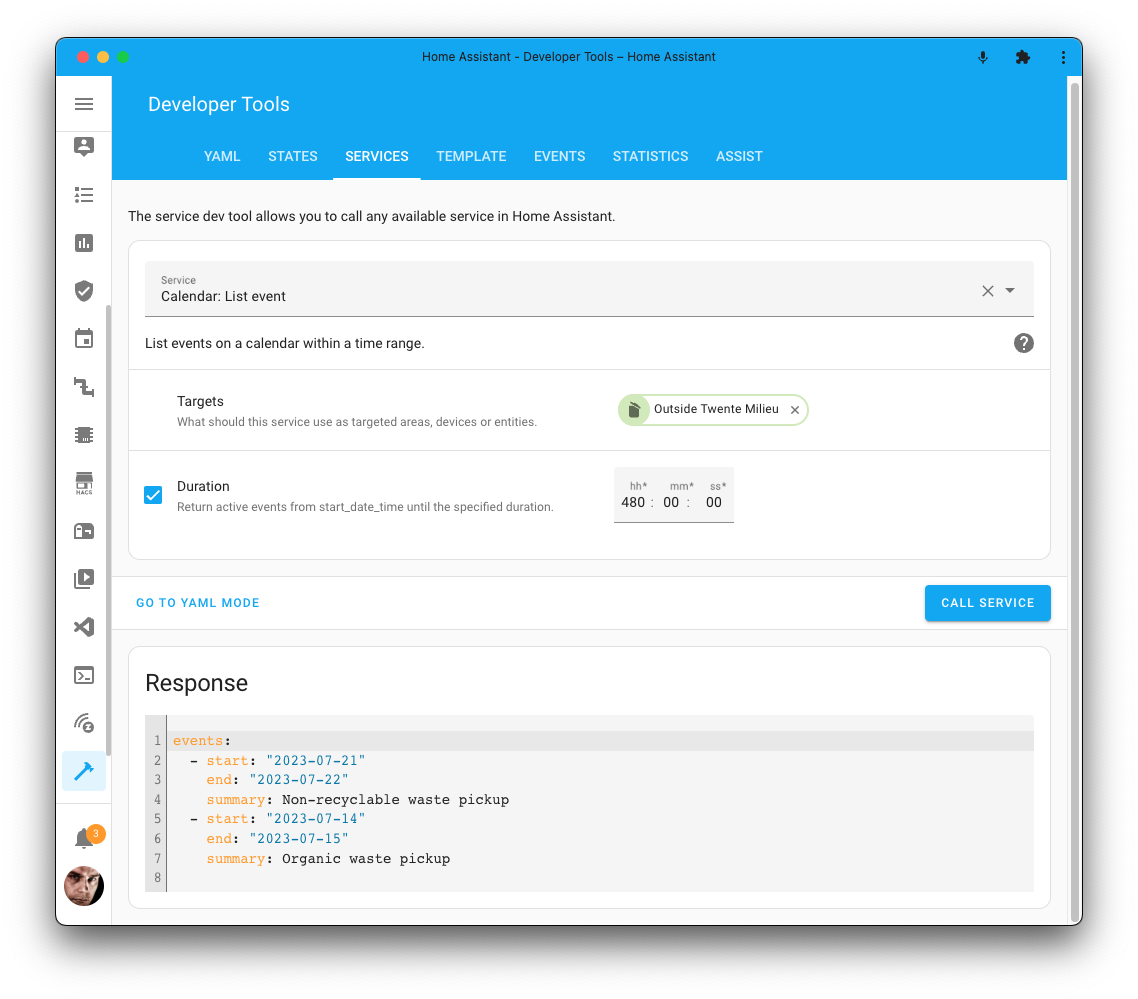 Home Assistant - Developer Tools – Home Assistant
Developer Tools
YAML STATES SERVICES TEMPLATE EVENTS STATISTICS ASSIST
The service dev tool allows you to call any available service in Home Assistant.
Service
Calendar: List event
List events on a calendar within a time range.
Targets
What should this service use as targeted areas, devices or entities.
Outside Twente Milieu
Duration
Return active events from start_date_time until the specified duration.
hh* mm* ss*
480 : 00 : 00
HACS
GO TO YAML MODE
CALL SERVICE
Response
1 events:
2 - start: "2023-07-21"
3 end: "2023-07-22"
4 summary: Non-recyclable waste pickup
5 - start: "2023-07-14"
6 end: "2023-07-15"
7 summary: Organic waste pickup
8
3